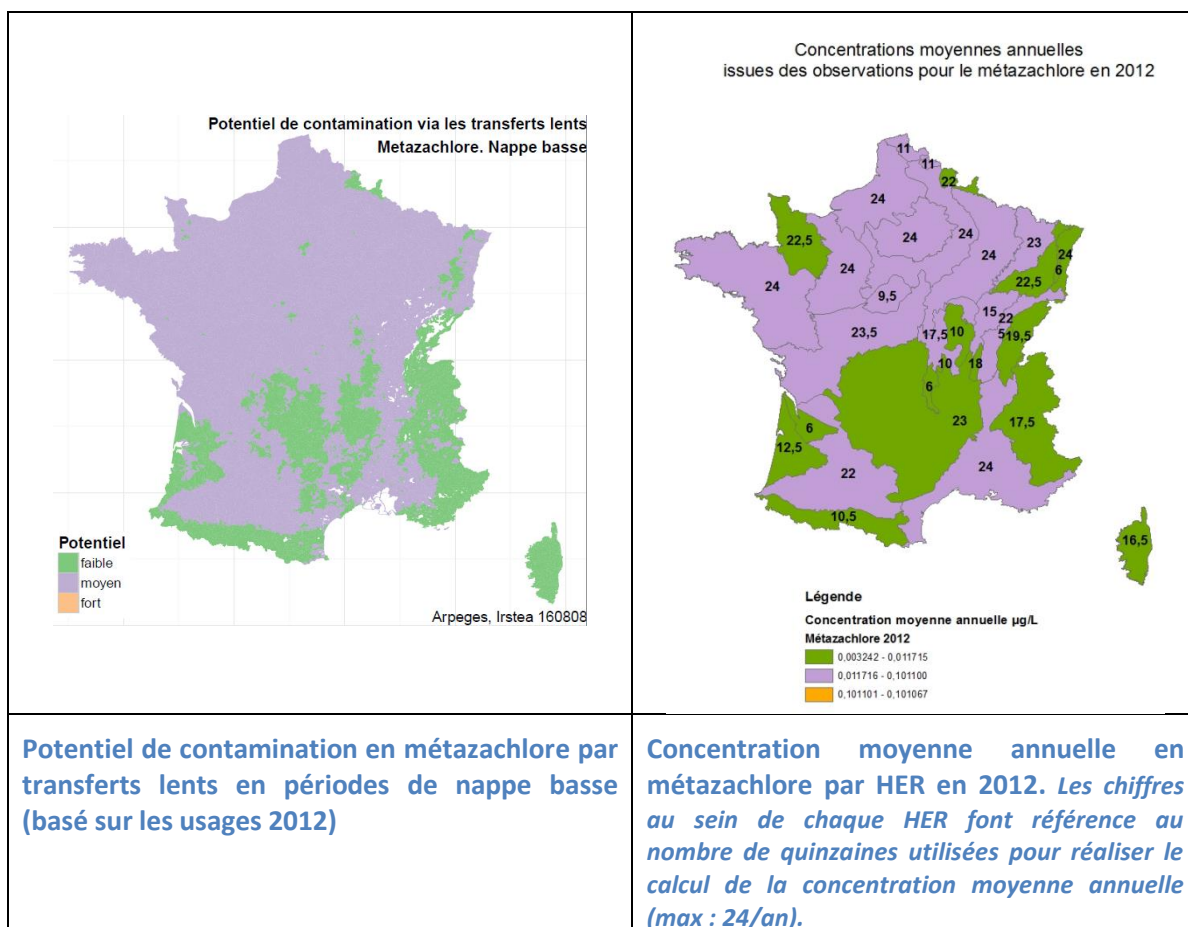 Potentiel de contamination via les transferts lents
Metazachlore. Nappe basse
Potentiel
faible
moyen
fort
Arpeges, Irstea 160808
Concentrations moyennes annuelles
issues des observations pour le métazachlore en 2012
11
11
22
24
24
24
23
24
22,5
24
24
6
24
22,5
9,5
15
22
23,5
17,5
10
5
19,5
10
18
6
6
23
17,5
12,5
22
24
10,5
16,5
Légende
Concentration moyenne annuelle µg/L
Métazachlore 2012
0,003242 - 0,011715
0,011716 - 0,101100
0,101101 - 0,101067
Potentiel de contamination en métazachlore par
transferts lents en périodes de nappe basse
(basé sur les usages 2012)
Concentration moyenne annuelle en
métazachlore par HER en 2012. Les chiffres
au sein de chaque HER font référence au
nombre de quinzaines utilisées pour réaliser le
calcul de la concentration moyenne annuelle
(max : 24/an).